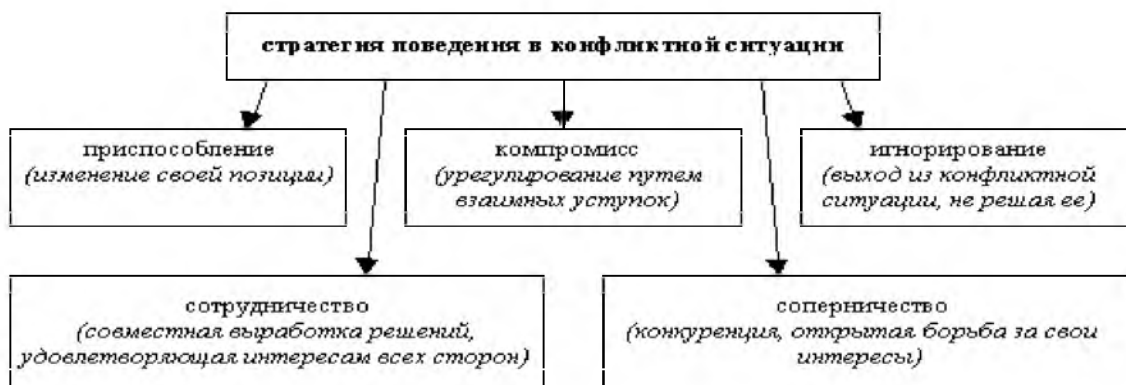 стратегия поведения в конфликтной ситуации
приспособление
(изменение своей позиции)
компромисс
(урегулирование путем
взаимных уступок)
игнорирование
(выход из конфликтной
ситуации, не решая ее)
сотрудничество
(совместная выработка решений,
удовлетворяющая интересам всех сторон)
соперничество
(конкуренция, открытая борьба за свои
интересы)